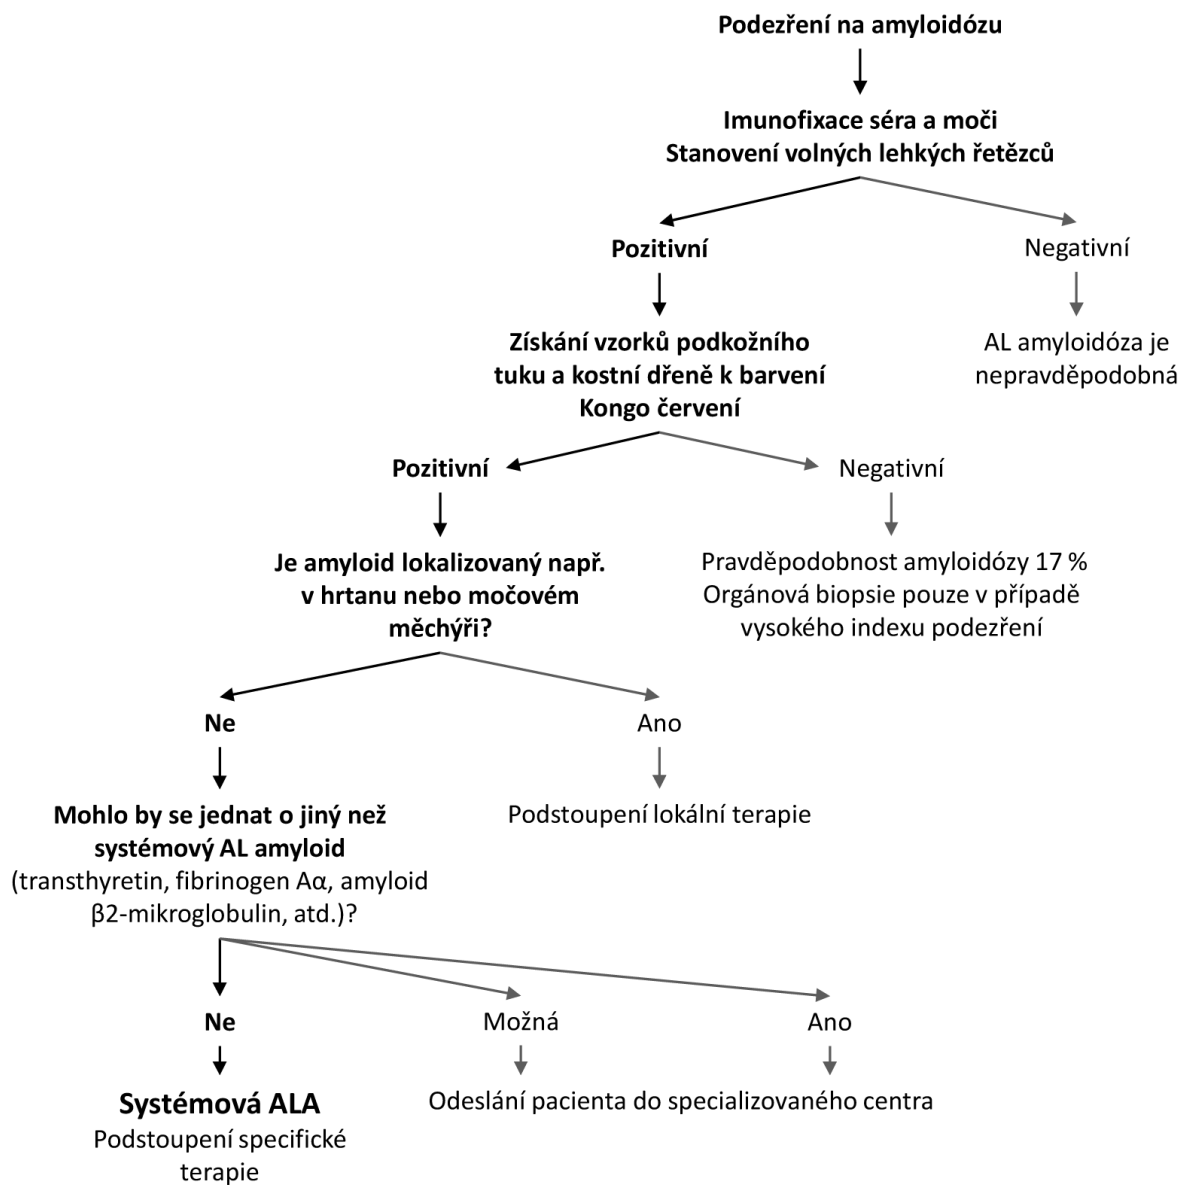 Podezření na amyloidózu
Imunofixace séra a moči
Stanovení volných lehkých řetězců
Pozitivní
Negativní
Získání vzorků podkožního
tuku a kostní dřeně k barvení
Kongo červení
AL amyloidóza je
nepravděpodobná
Pozitivní
Negativní
Je amyloid lokalizovaný např.
v hrtanu nebo močovém
měchýři?
Pravděpodobnost amyloidózy 17 %
Orgánová biopsie pouze v případě
vysokého indexu podezření
Ne
Ano
Mohlo by se jednat o jiný než
systémový AL amyloid
(transthyretin, fibrinogen Aα, amyloid
β2-mikroglobulin, atd.)?
Podstoupení lokální terapie
Ne
Možná
Ano
Systémová ALA
Podstoupení specifické
terapie
Odeslání pacienta do specializovaného centra